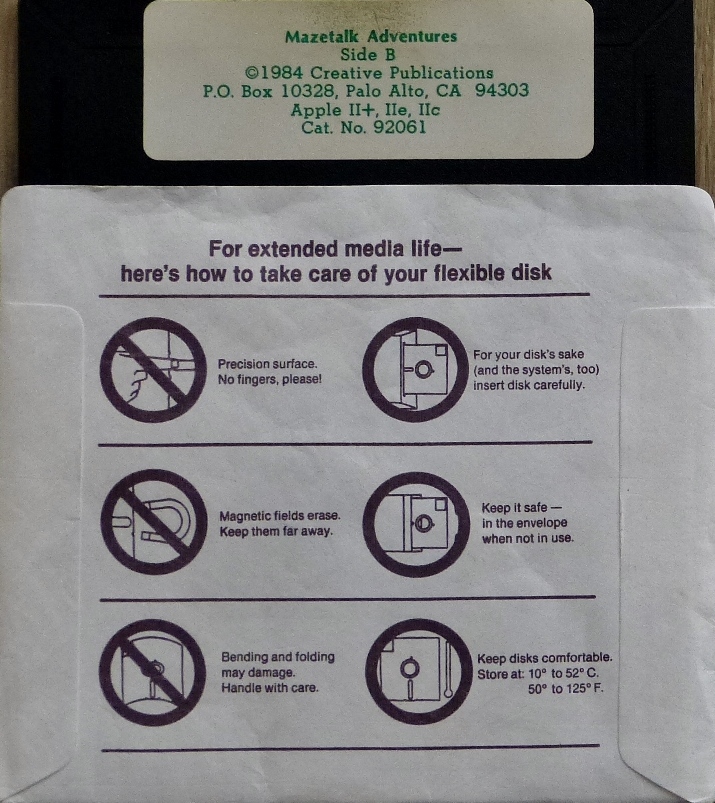 Mazetalk Adventures
Side B
©1984 Creative Publications
P.O. Box 10328, Palo Alto, CA 94303
Apple II+, IIe, IIc
Cat. No. 92061
For extended media life—
here's how to take care of your flexible disk
Precision surface.
No fingers, please!
For your disk's sake
(and the system's, too)
insert disk carefully.
Magnetic fields erase.
Keep them far away.
Keep it safe —
in the envelope
when not in use.
Bending and folding
may damage.
Handle with care.
Keep disks comfortable.
Store at: 10° to 52° C.
50° to 125° F.